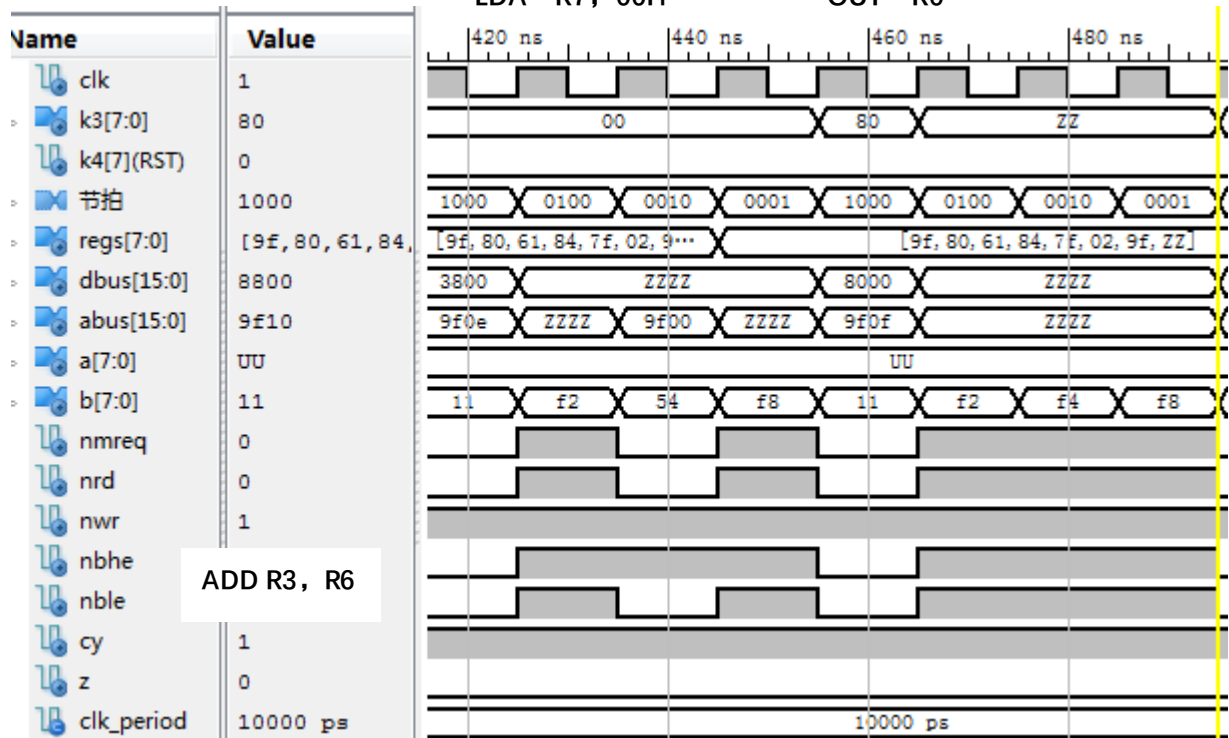 LDA R7, 00H OUT R0
Name Value 420 ns 440 ns 460 ns 480 ns
clk 1
k3[7:0] 80 00 80 ZZ
k4[7](RST) 0
节拍 1000 1000 0100 0010 0001 1000 0100 0010 0001
regs[7:0] [9f,80,61,84, [9f, 80, 61, 84, 7f, 02, 9… [9f, 80, 61, 84, 7f, 02, 9f, ZZ]
dbus[15:0] 8800 3800 ZZZZ 8000 ZZZZ
abus[15:0] 9f10 9f0e ZZZZ 9f00 ZZZZ 9f0f ZZZZ
a[7:0] UU UU
b[7:0] 11 11 f2 54 f8 11 f2 f4 f8
nmreq 0
nrd 0
nwr 1
nbhe
ADD R3，R6
nble
cy 1
z 0
clk_period 10000 ps 10000 ps